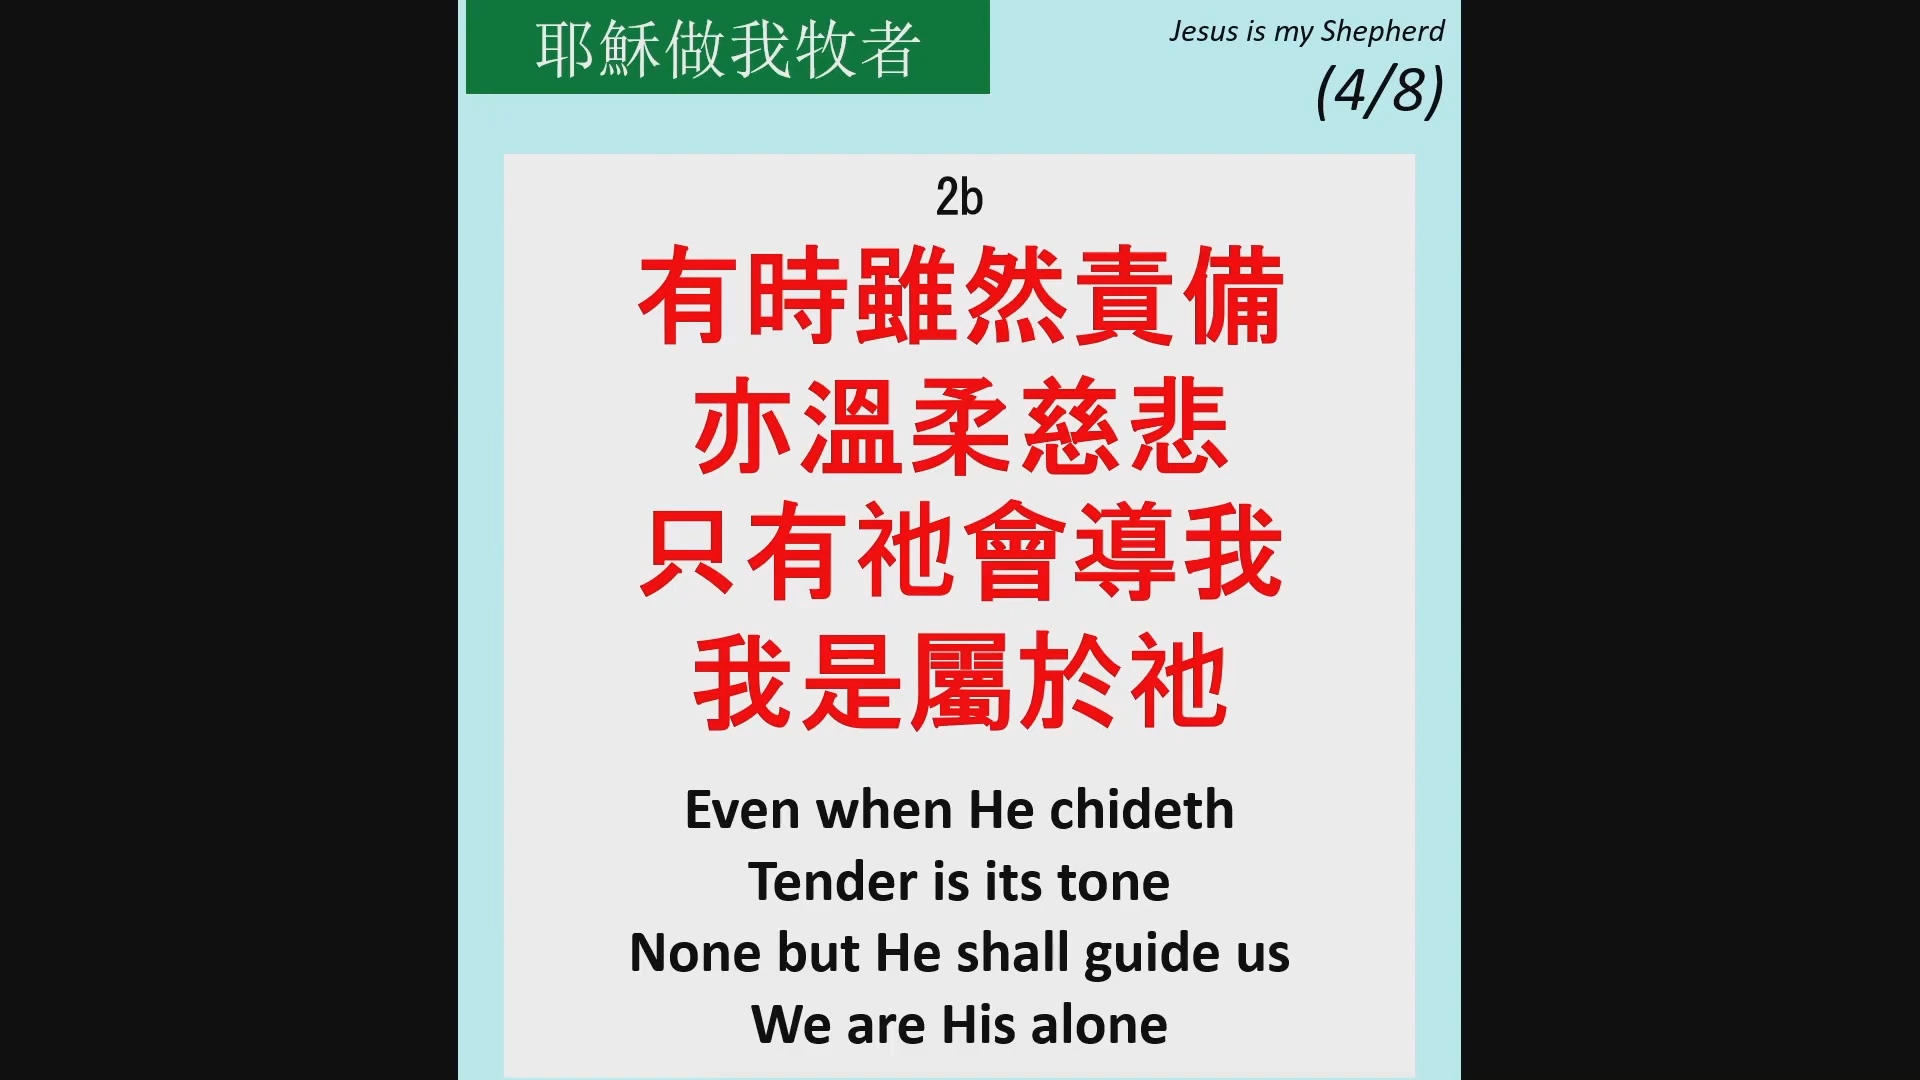 耶穌做我牧者
Jesus is my Shepherd
(4/8)
2b
有時雖然責備
亦溫柔慈悲
只有祂會導我
我是屬於祂
Even when He chideth
Tender is its tone
None but He shall guide us
We are His alone